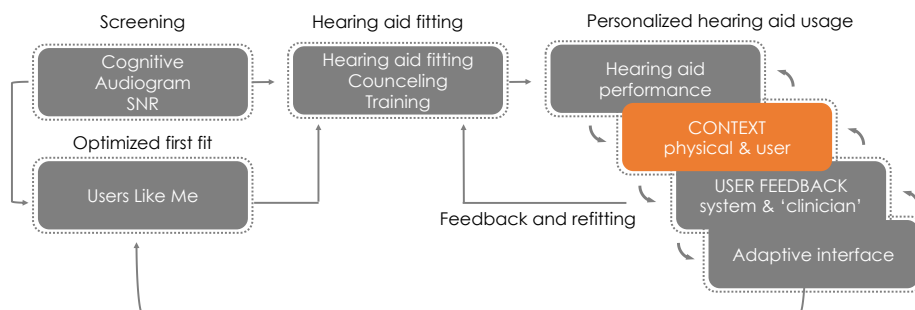 Screening
Hearing aid fitting
Personalized hearing aid usage
Cognitive
Audiogram
SNR
Hearing aid fitting
Counceling
Training
Hearing aid
performance
CONTEXT
physical & user
Optimized first fit
Users Like Me
USER FEEDBACK
system & ‘clinician’
Feedback and refitting
Adaptive interface